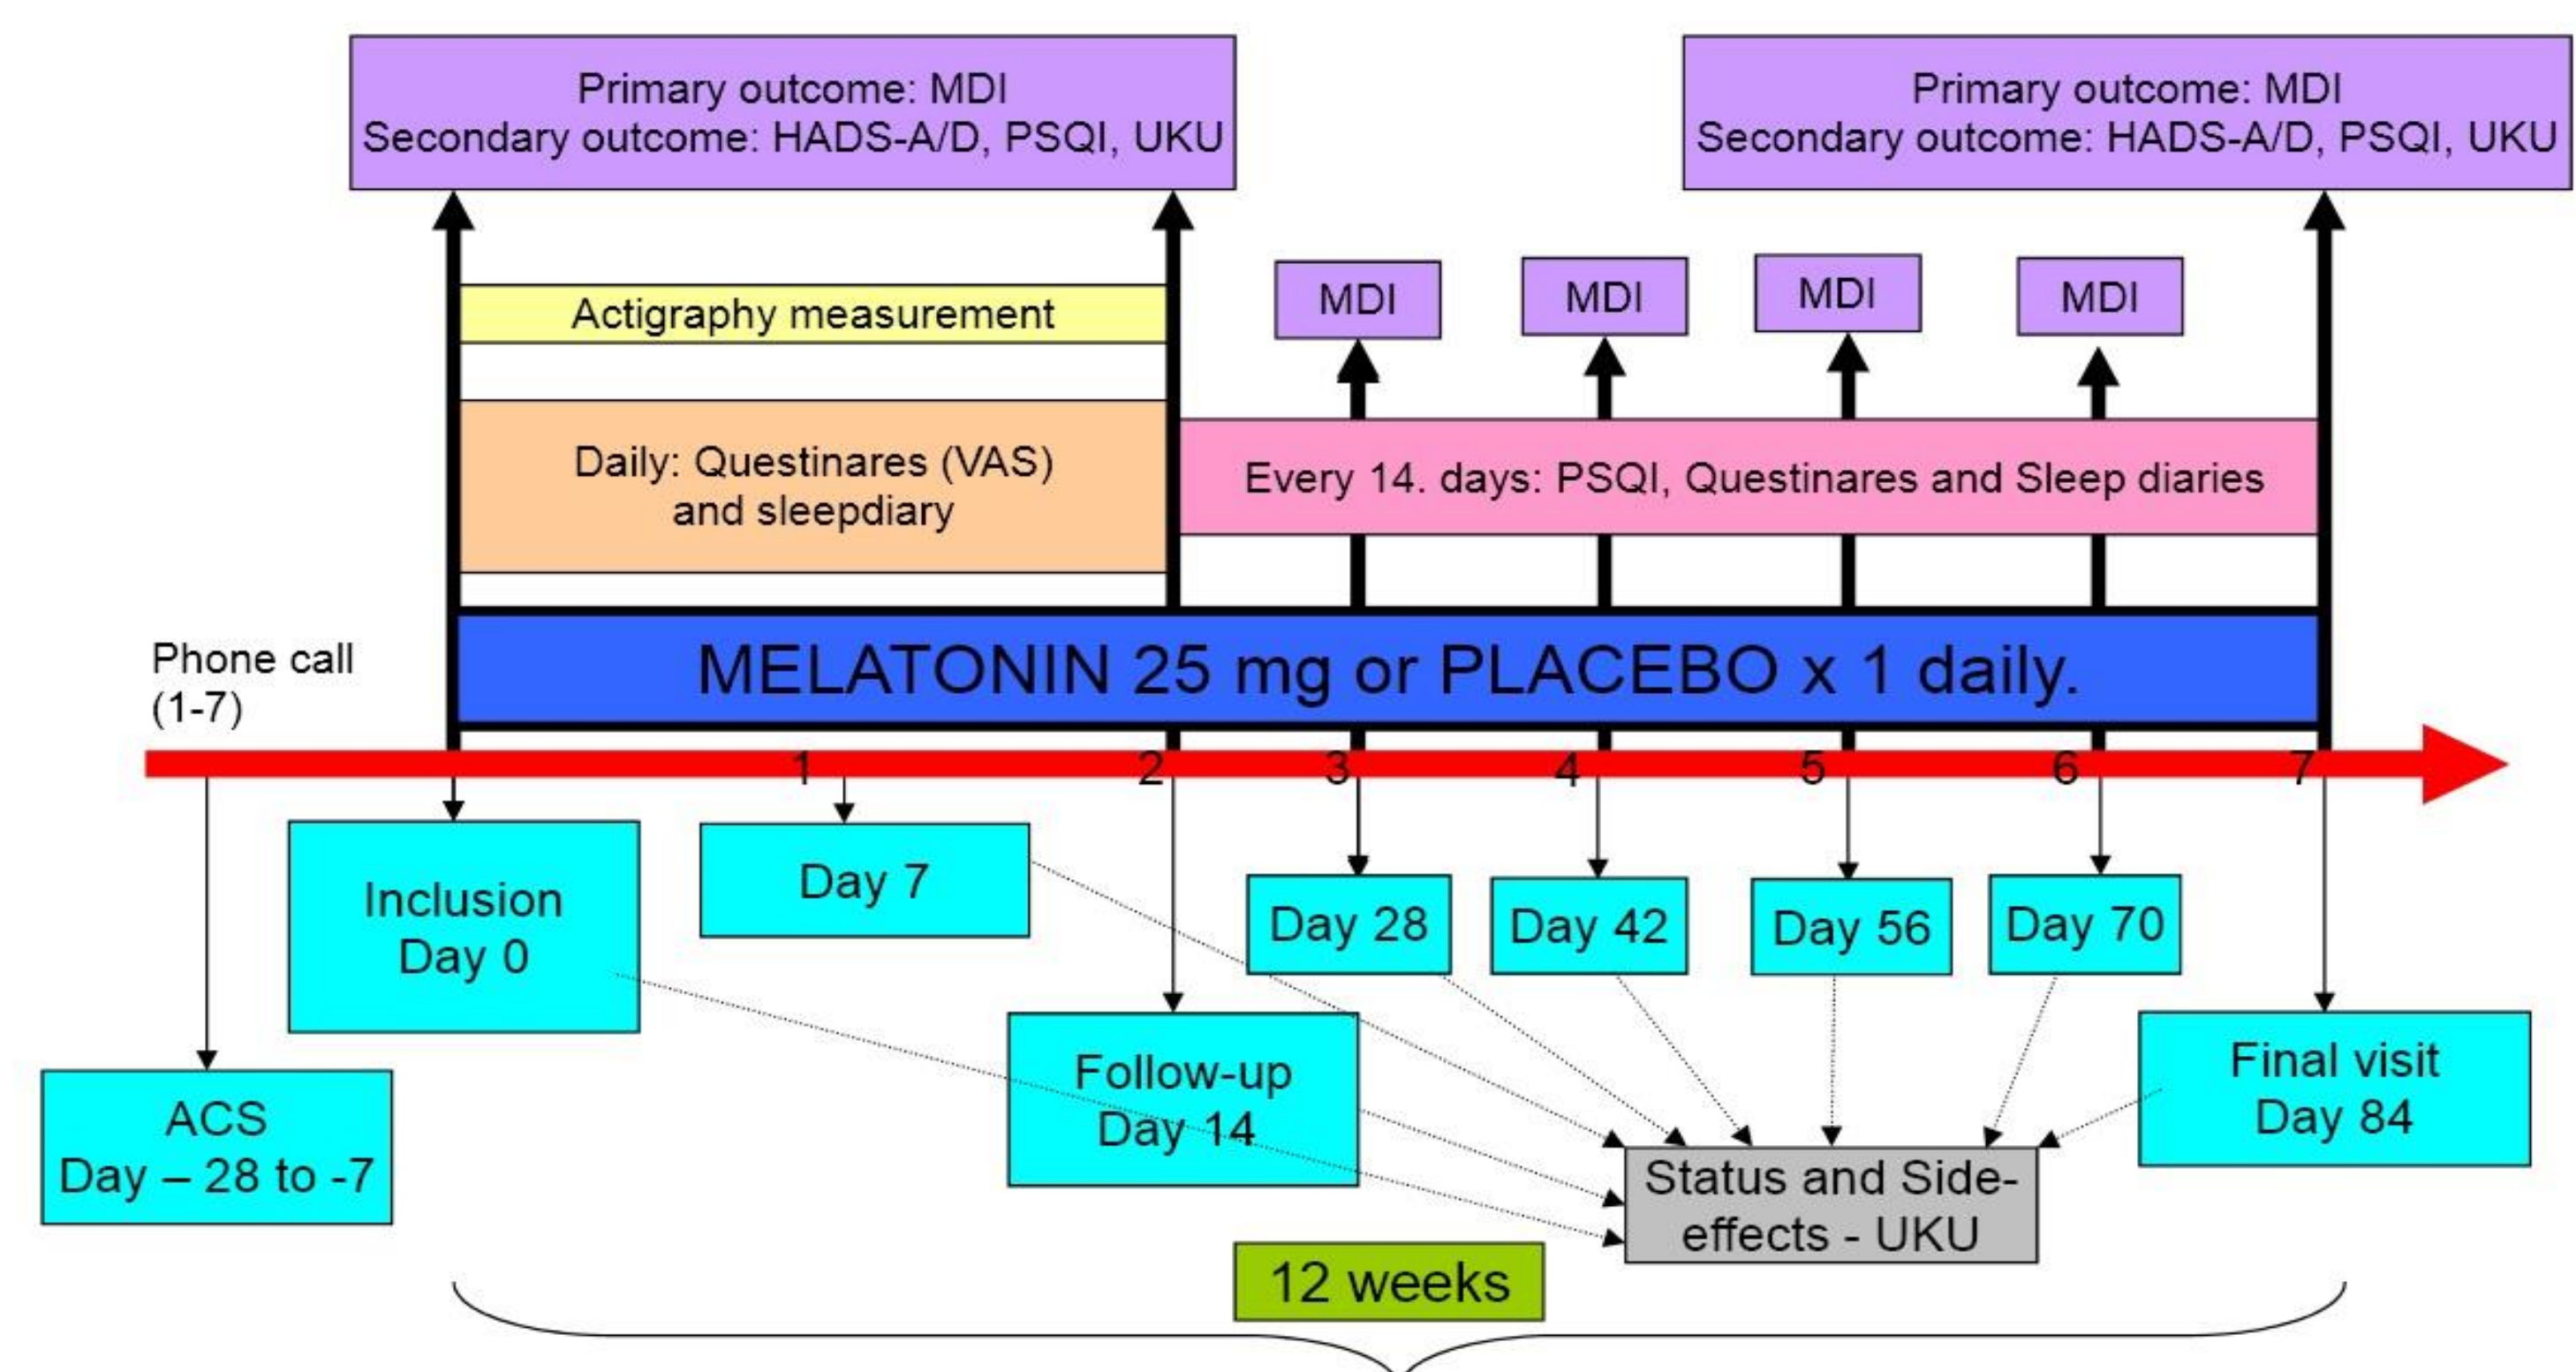 Primary outcome: MDI
Secondary outcome: HADS-A/D, PSQI, UKU
Primary outcome: MDI
Secondary outcome: HADS-A/D, PSQI, UKU
Actigraphy measurement
MDI
MDI
MDI
MDI
Daily: Questinares (VAS)
and sleepdiary
Every 14. days: PSQI, Questinares and Sleep diaries
MELATONIN 25 mg or PLACEBO x 1 daily.
Phone call
(1-7)
1 2 3 4 5 6 7
Inclusion
Day 0
Day 7
Day 28
Day 42
Day 56
Day 70
ACS
Day – 28 to -7
Follow-up
Day 14
Final visit
Day 84
Status and Side-
effects - UKU
12 weeks